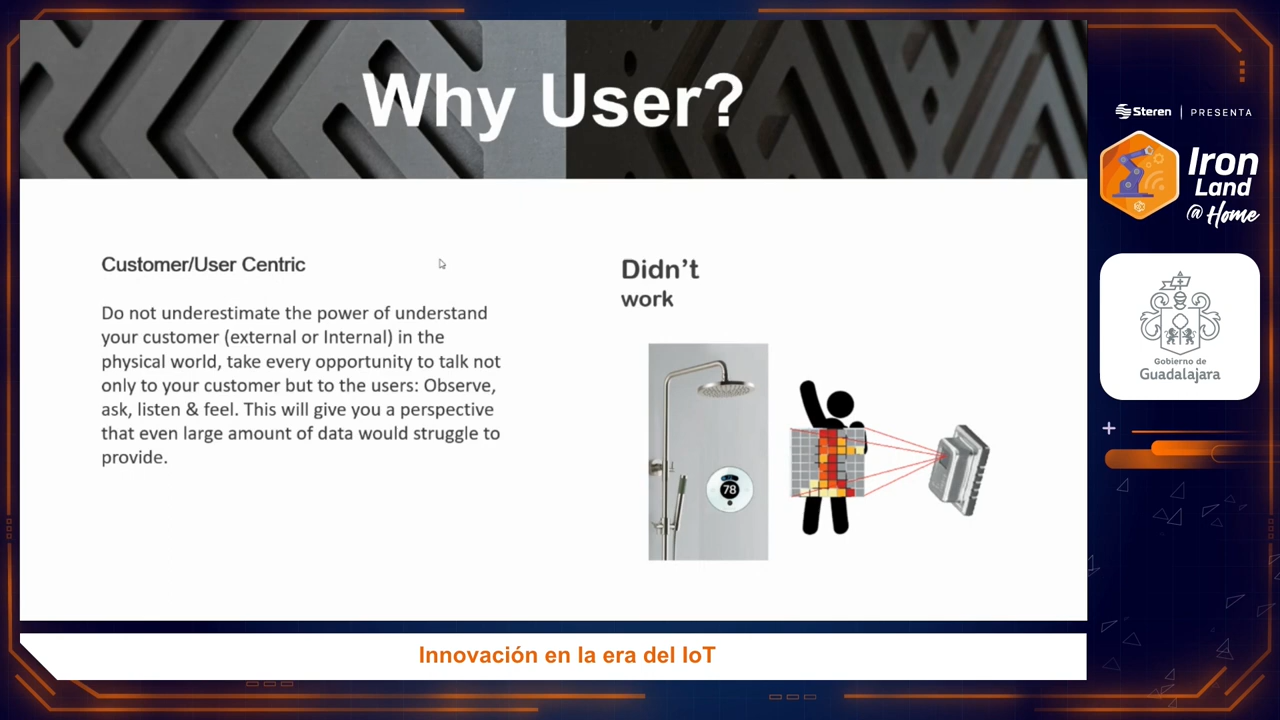 Why User?
Customer/User Centric
Do not underestimate the power of understand
your customer (external or Internal) in the
physical world, take every opportunity to talk not
only to your customer but to the users: Observe,
ask, listen & feel. This will give you a perspective
that even large amount of data would struggle to
provide.
Didn't
work
78
Steren | PRESENTA
Iron
Land
@ Home
Gobierno de
Guadalajara
Innovación en la era del IoT